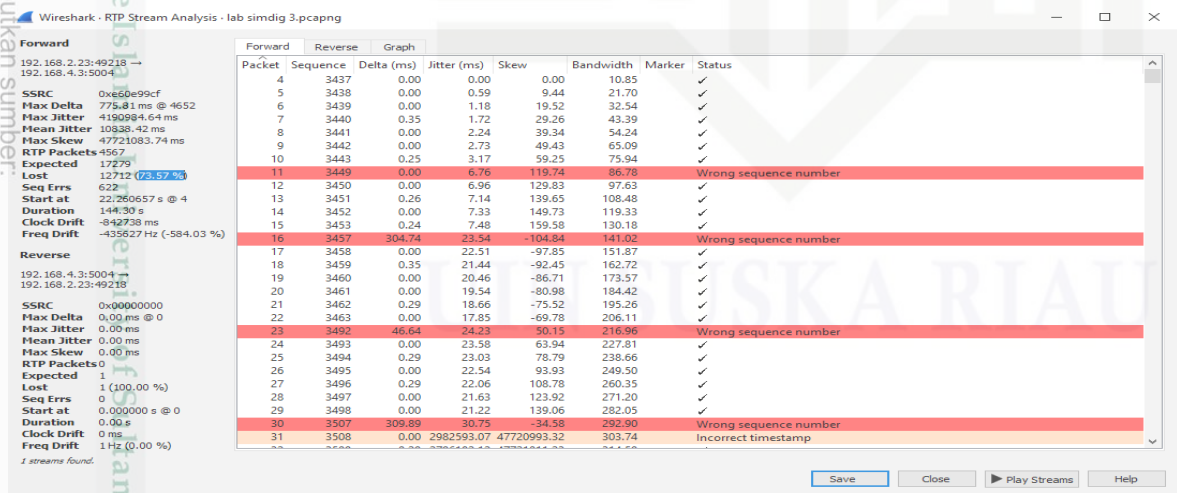 Wireshark · RTP Stream Analysis · lab simdig 3.pcapng
Forward
192.168.2.23:49218 →
192.168.4.3:5004
SSRC 0xe60e99cf
Max Delta 775.81 ms @ 4652
Max Jitter 4190984.64 ms
Mean Jitter 10838.42 ms
Max Skew 47721083.74 ms
RTP Packets 4567
Expected 17279
Lost 12712 (73.57 %)
Seq Errs 622
Start at 22.260657 s @ 4
Duration 144.30 s
Clock Drift -842738 ms
Freq Drift -435627 Hz (-584.03 %)
Reverse
192.168.4.3:5004 →
192.168.2.23:49218
SSRC 0x00000000
Max Delta 0.00 ms @ 0
Max Jitter 0.00 ms
Mean Jitter 0.00 ms
Max Skew 0.00 ms
RTP Packets 0
Expected 1
Lost 1 (100.00 %)
Seq Errs 0
Start at 0.000000 s @ 0
Duration 0.00 s
Clock Drift 0 ms
Freq Drift 1 Hz (0.00 %)
1 streams found.
Forward Reverse Graph
Packet Sequence Delta (ms) Jitter (ms) Skew Bandwidth Marker Status
4 3437 0.00 0.00 0.00 10.85 ✓
5 3438 0.00 0.59 9.44 21.70 ✓
6 3439 0.00 1.18 19.52 32.54 ✓
7 3440 0.35 1.72 29.26 43.39 ✓
8 3441 0.00 2.24 39.34 54.24 ✓
9 3442 0.00 2.73 49.43 65.09 ✓
10 3443 0.25 3.17 59.25 75.94 ✓
11 3449 0.00 6.76 119.74 86.78 Wrong sequence number
12 3450 0.00 6.96 129.83 97.63 ✓
13 3451 0.26 7.14 139.65 108.48 ✓
14 3452 0.00 7.33 149.73 119.33 ✓
15 3453 0.24 7.48 159.58 130.18 ✓
16 3457 304.74 23.54 -104.84 141.02 Wrong sequence number
17 3458 0.00 22.51 -97.85 151.87 ✓
18 3459 0.35 21.44 -92.45 162.72 ✓
19 3460 0.00 20.46 -86.71 173.57 ✓
20 3461 0.00 19.54 -80.98 184.42 ✓
21 3462 0.29 18.66 -75.52 195.26 ✓
22 3463 0.00 17.85 -69.78 206.11 ✓
23 3492 46.64 24.23 50.15 216.96 Wrong sequence number
24 3493 0.00 23.58 63.94 227.81 ✓
25 3494 0.29 23.03 78.79 238.66 ✓
26 3495 0.00 22.54 93.93 249.50 ✓
27 3496 0.29 22.06 108.78 260.35 ✓
28 3497 0.00 21.63 123.92 271.20 ✓
29 3498 0.00 21.22 139.06 282.05 ✓
30 3507 309.89 30.75 -34.58 292.90 Wrong sequence number
31 3508 0.00 2982593.07 47720993.32 303.74 Incorrect timestamp
Save Close Play Streams Help
utkan sumber.
UIN SUSKA RIAU